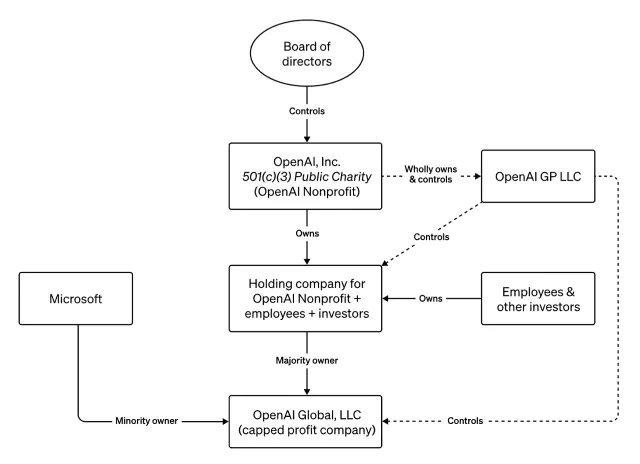 Board of
directors
Controls
OpenAI, Inc.
501(c)(3) Public Charity
(OpenAI Nonprofit)
Wholly owns
& controls
OpenAI GP LLC
Owns
Controls
Microsoft
Holding company for
OpenAI Nonprofit +
employees + investors
Owns
Employees &
other investors
Majority owner
Minority owner
OpenAI Global, LLC
(capped profit company)
Controls